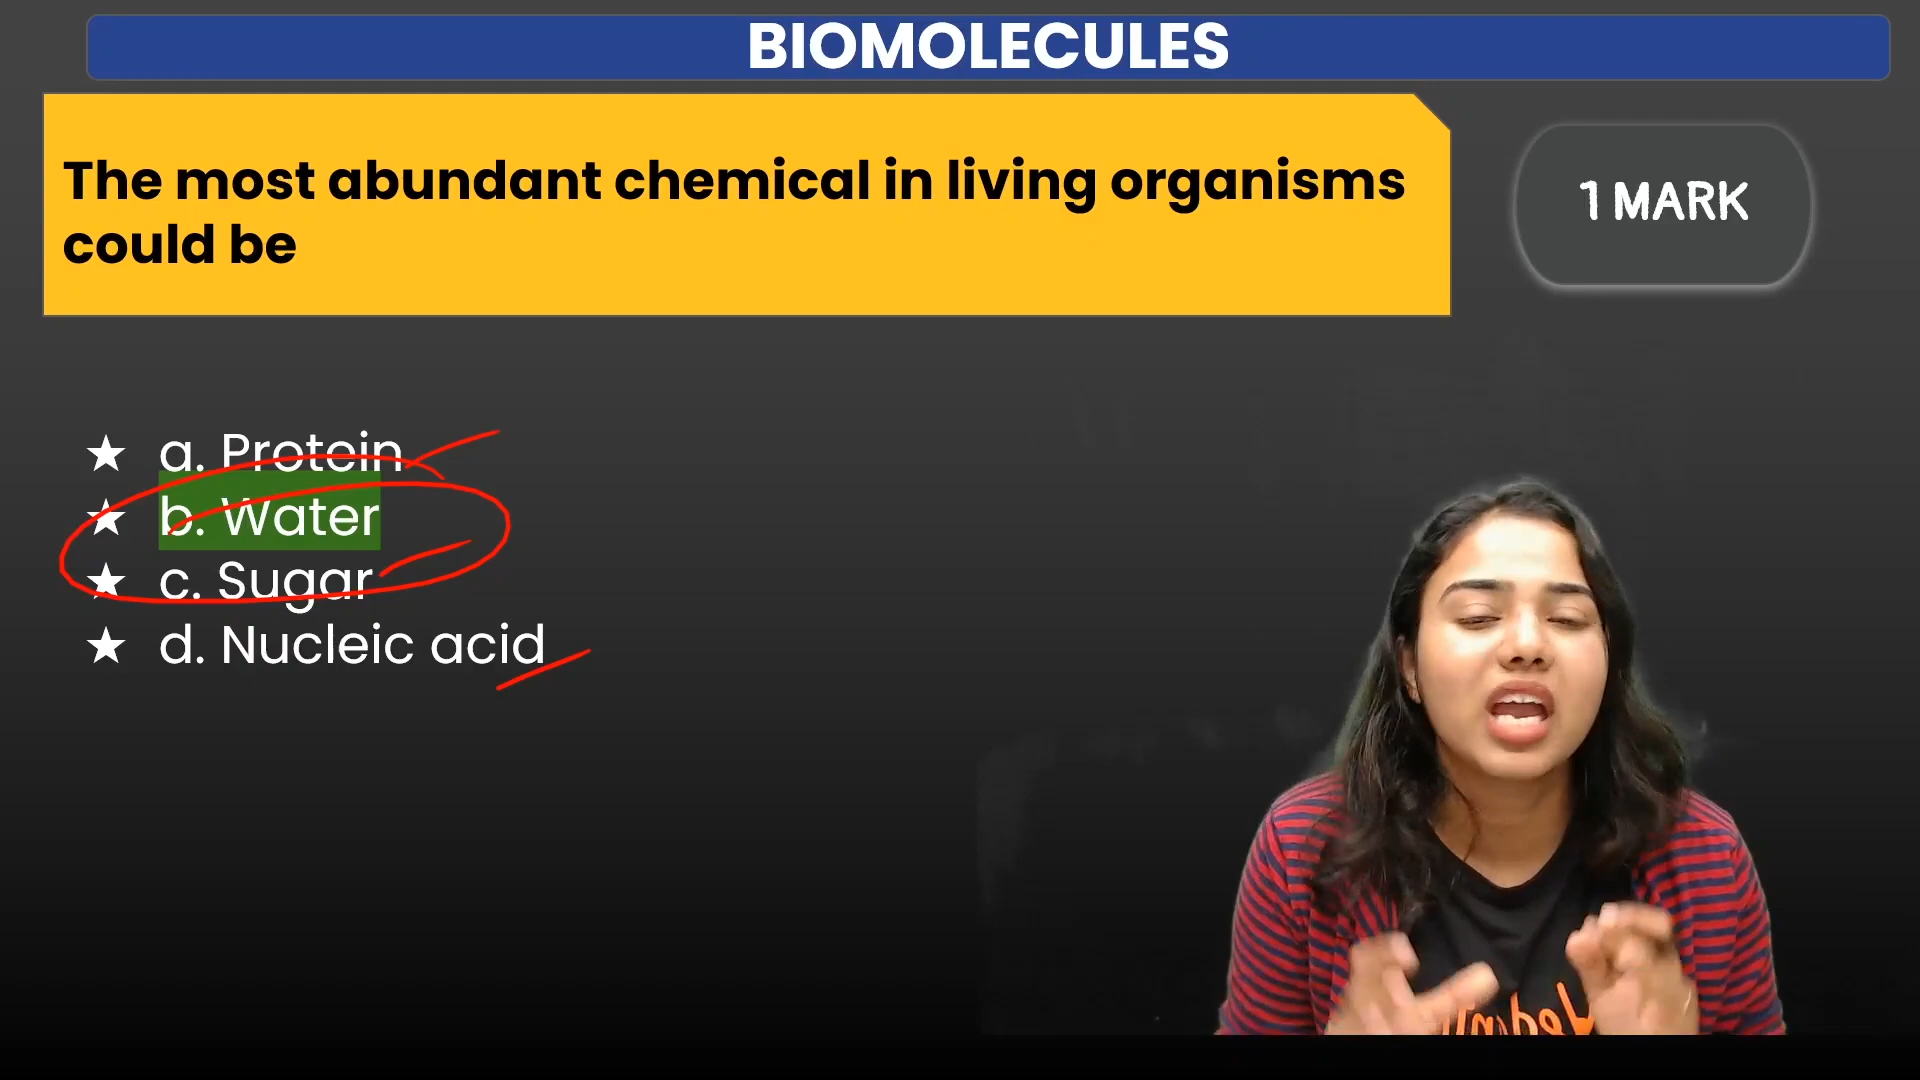 BIOMOLECULES
The most abundant chemical in living organisms
could be
1 MARK
★ a. Protein
★ b. Water
★ c. Sugar
★ d. Nucleic acid